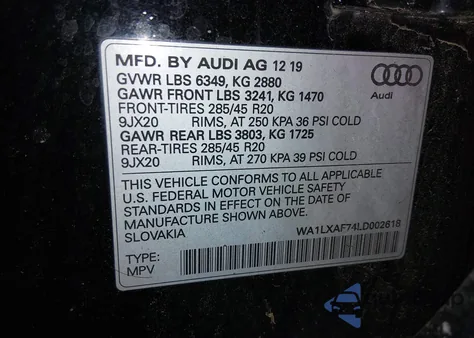 MFD. BY AUDI AG 12 19
GVWR LBS 6349, KG 2880
GAWR FRONT LBS 3241, KG 1470
FRONT-TIRES 285/45 R20
9JX20 RIMS, AT 250 KPA 36 PSI COLD
GAWR REAR LBS 3803, KG 1725
REAR-TIRES 285/45 R20
9JX20 RIMS, AT 270 KPA 39 PSI COLD
THIS VEHICLE CONFORMS TO ALL APPLICABLE
U.S. FEDERAL MOTOR VEHICLE SAFETY
STANDARDS IN EFFECT ON THE DATE OF
MANUFACTURE SHOWN ABOVE.
SLOVAKIA
WA1LXAF74LD002618
TYPE:
MPV
Audi